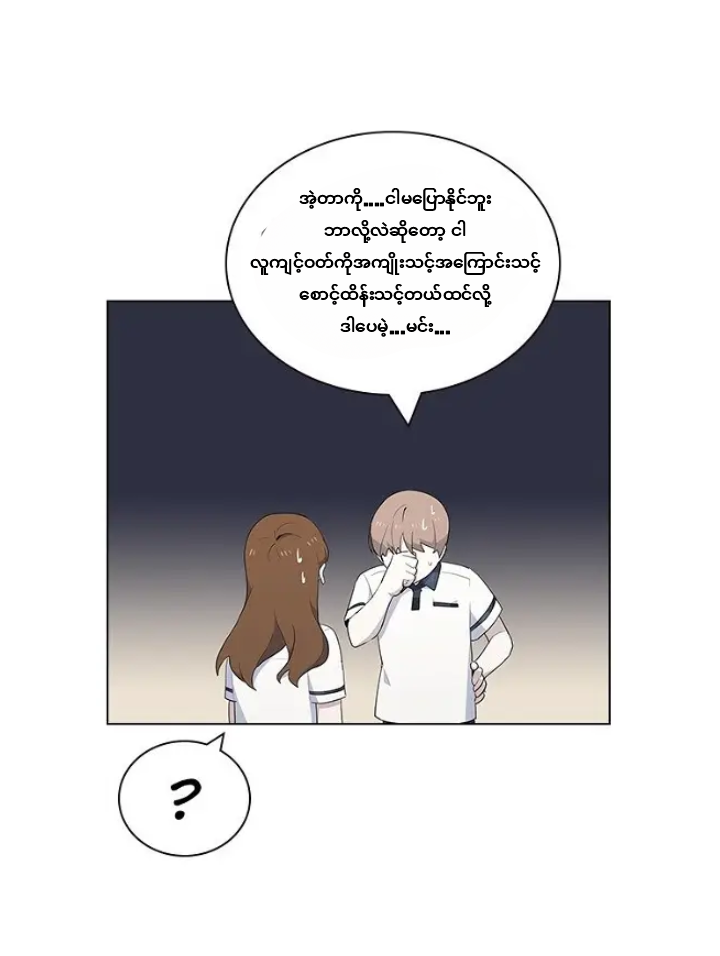 အဲ့တာကို....ငါမပြောနိုင်ဘူး
ဘာလို့လဲဆိုတော့ ငါ
လူကျင့်ဝတ်ကိုအကျိုးသင့်အကြောင်းသင့်
စောင့်ထိန်းသင့်တယ်ထင်လို့
ဒါပေမဲ့...မင်း...
?